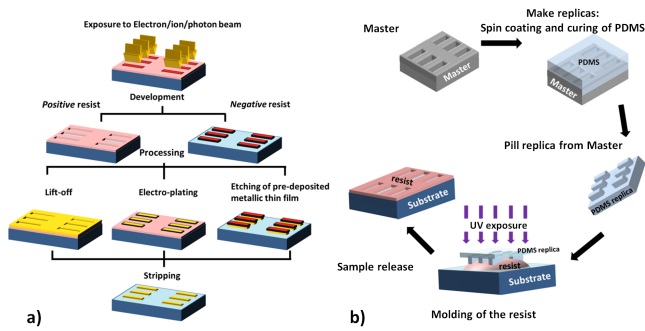 Exposure to Electron/ion/photon beam
Development
Positive resist
Negative resist
Processing
Lift-off
Electro-plating
Etching of pre-deposited
metallic thin film
Stripping
a)
Master
Make replicas:
Spin coating and curing of PDMS
Master
PDMS
Master
Pill replica from Master
PDMS replica
UV exposure
PDMS replica
resist
Substrate
Molding of the resist
Sample release
resist
Substrate
b)